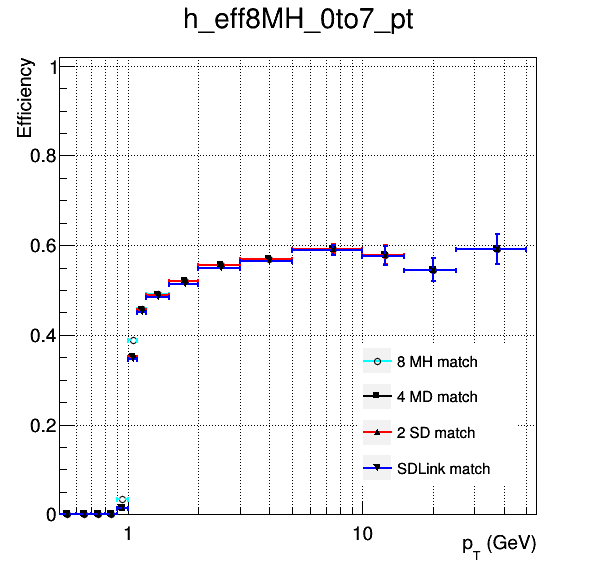 h_eff8MH_0to7_pt
Efficiency
1
0.8
0.6
0.4
0.2
0
8 MH match
4 MD match
2 SD match
SDLink match
1
10
p_T (GeV)